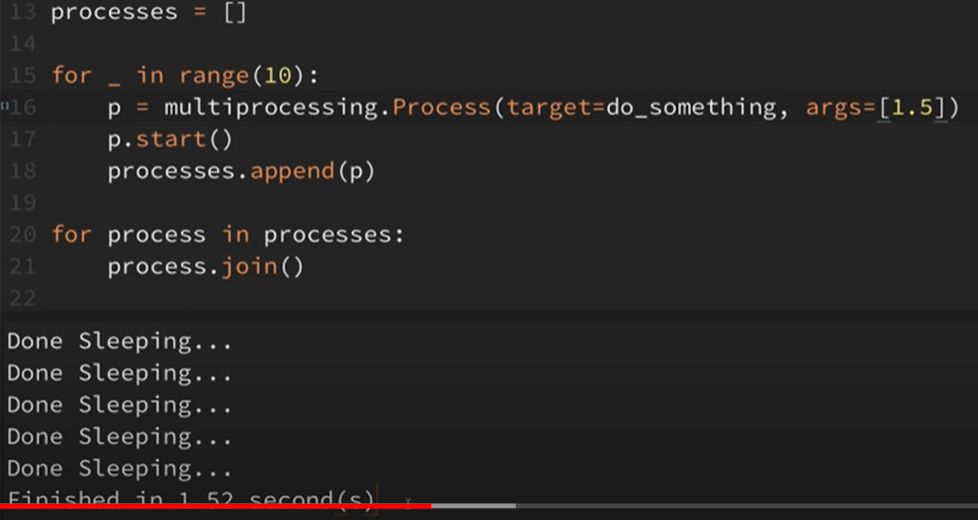 13 processes = []
14
15 for _ in range(10):
16     p = multiprocessing.Process(target=do_something, args=[1.5])
17     p.start()
18     processes.append(p)
19
20 for process in processes:
21     process.join()
22
Done Sleeping...
Done Sleeping...
Done Sleeping...
Done Sleeping...
Done Sleeping...
Finished in 1.52 second(s)